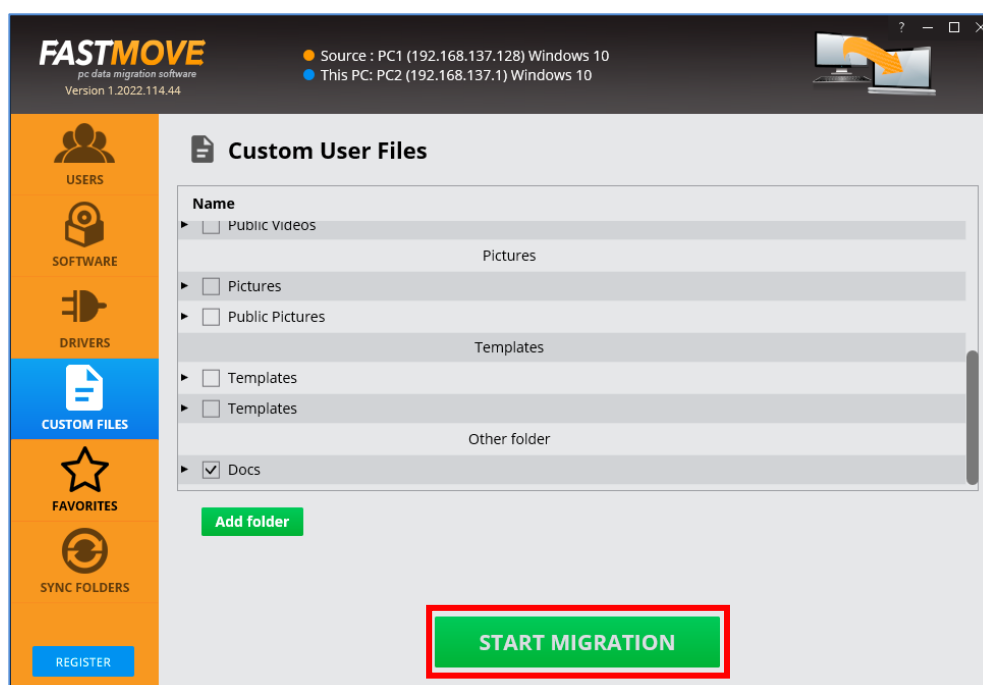 ? — □ ×
FASTMOVE
pc data migration software
Version 1.2022.114.44
Source : PC1 (192.168.137.128) Windows 10
This PC: PC2 (192.168.137.1) Windows 10
USERS
SOFTWARE
DRIVERS
CUSTOM FILES
FAVORITES
SYNC FOLDERS
REGISTER
Custom User Files
Name
Public Videos
Pictures
Pictures
Public Pictures
Templates
Templates
Templates
Other folder
Docs
Add folder
START MIGRATION